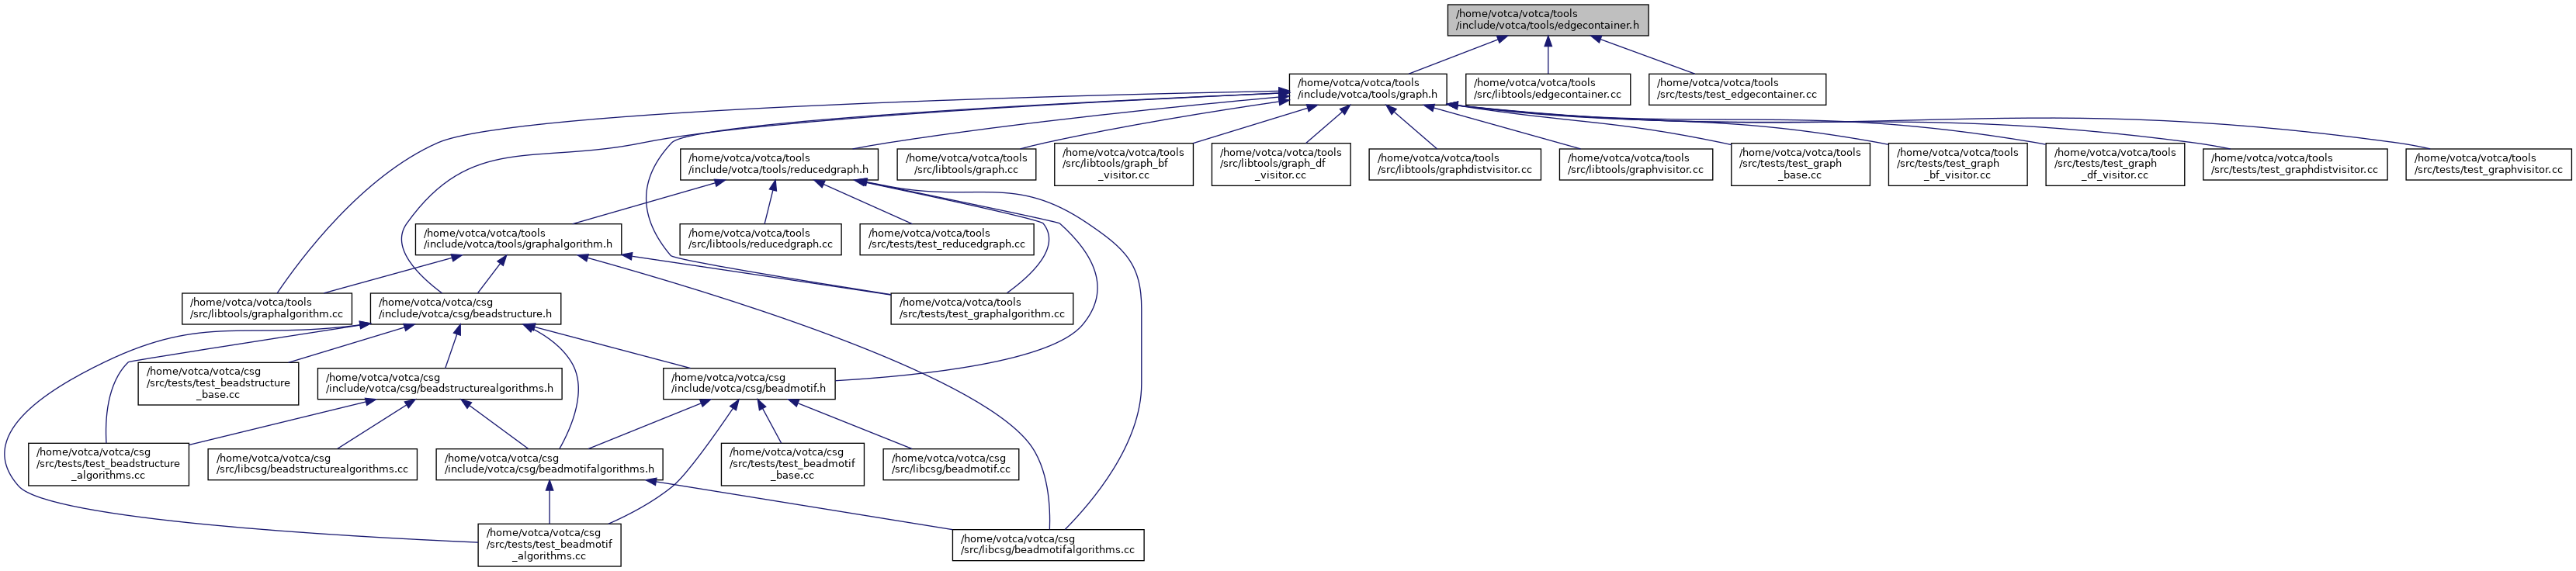 /home/votca/votca/tools
/include/votca/tools/edgecontainer.h
/home/votca/votca/tools
/include/votca/tools/graph.h
/home/votca/votca/tools
/src/libtools/edgecontainer.cc
/home/votca/votca/tools
/src/tests/test_edgecontainer.cc
/home/votca/votca/tools
/include/votca/tools/reducedgraph.h
/home/votca/votca/tools
/src/libtools/graph.cc
/home/votca/votca/tools
/src/libtools/graph_bf
_visitor.cc
/home/votca/votca/tools
/src/libtools/graph_df
_visitor.cc
/home/votca/votca/tools
/src/libtools/graphdistvisitor.cc
/home/votca/votca/tools
/src/libtools/graphvisitor.cc
/home/votca/votca/tools
/src/tests/test_graph
_base.cc
/home/votca/votca/tools
/src/tests/test_graph
_bf_visitor.cc
/home/votca/votca/tools
/src/tests/test_graph
_df_visitor.cc
/home/votca/votca/tools
/src/tests/test_graphdistvisitor.cc
/home/votca/votca/tools
/src/tests/test_graphvisitor.cc
/home/votca/votca/tools
/include/votca/tools/graphalgorithm.h
/home/votca/votca/tools
/src/libtools/reducedgraph.cc
/home/votca/votca/tools
/src/tests/test_reducedgraph.cc
/home/votca/votca/tools
/src/libtools/graphalgorithm.cc
/home/votca/votca/csg
/include/votca/csg/beadstructure.h
/home/votca/votca/tools
/src/tests/test_graphalgorithm.cc
/home/votca/votca/csg
/src/tests/test_beadstructure
_base.cc
/home/votca/votca/csg
/include/votca/csg/beadstructurealgorithms.h
/home/votca/votca/csg
/include/votca/csg/beadmotif.h
/home/votca/votca/csg
/src/tests/test_beadstructure
_algorithms.cc
/home/votca/votca/csg
/src/libcsg/beadstructurealgorithms.cc
/home/votca/votca/csg
/include/votca/csg/beadmotifalgorithms.h
/home/votca/votca/csg
/src/tests/test_beadmotif
_base.cc
/home/votca/votca/csg
/src/libcsg/beadmotif.cc
/home/votca/votca/csg
/src/tests/test_beadmotif
_algorithms.cc
/home/votca/votca/csg
/src/libcsg/beadmotifalgorithms.cc